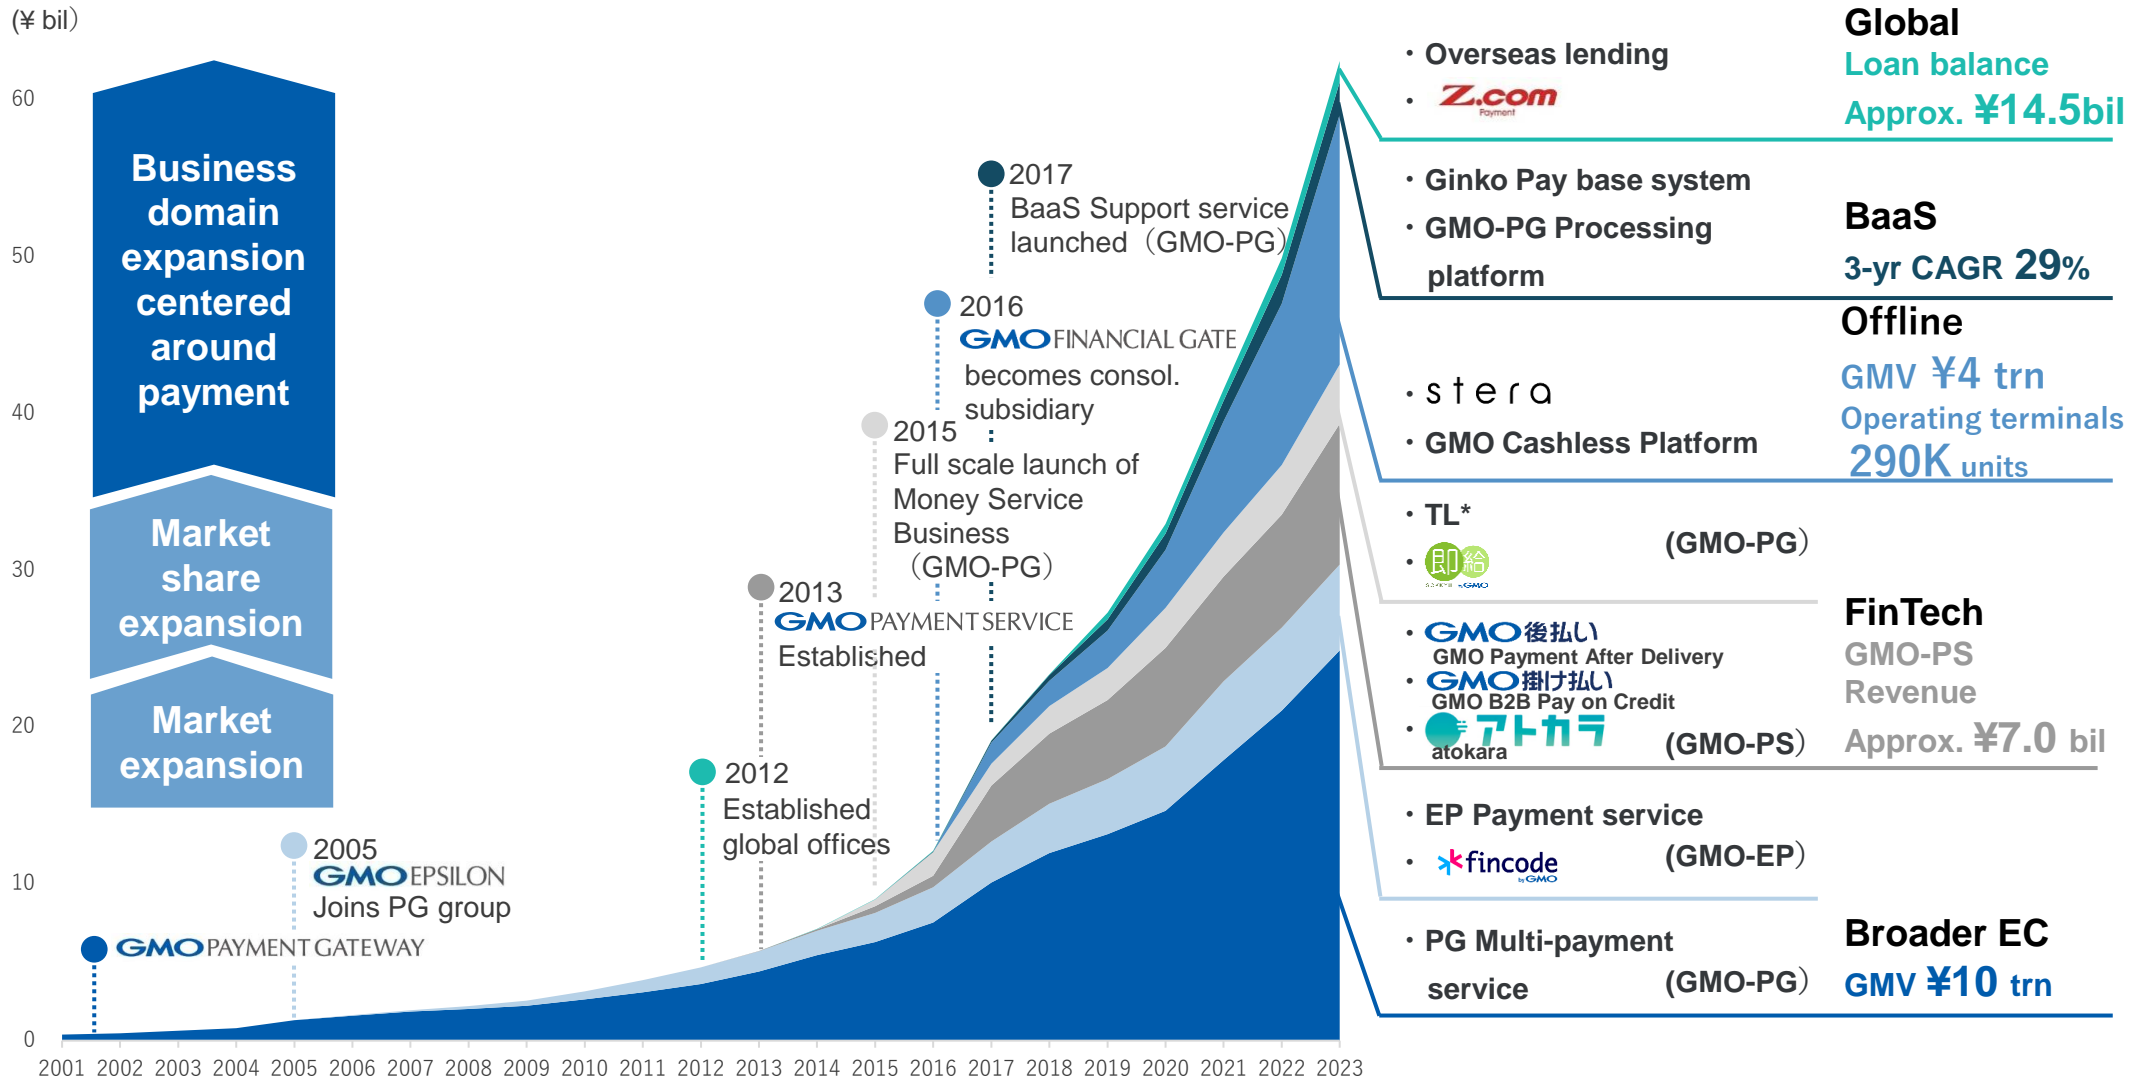 (¥ bil）
60
50
40
30
20
10
0
2001 2002 2003 2004 2005 2006 2007 2008 2009 2010 2011 2012 2013 2014 2015 2016 2017 2018 2019 2020 2021 2022 2023
Business
domain
expansion
centered
around
payment
Market
share
expansion
Market
expansion
GMO PAYMENT GATEWAY
2005
GMO EPSILON
Joins PG group
2012
Established
global offices
2013
GMO PAYMENT SERVICE
Established
2015
Full scale launch of
Money Service
Business
（GMO-PG）
2016
GMO FINANCIAL GATE
becomes consol.
subsidiary
2017
BaaS Support service
launched（GMO-PG）
・Overseas lending
・Z.com
Payment
Global
Loan balance
Approx. ¥14.5bil
・Ginko Pay base system
・GMO-PG Processing
platform
BaaS
3-yr CAGR 29%
・stera
・GMO Cashless Platform
Offline
GMV ¥4 trn
Operating terminals
290K units
・TL*
・即給
byGMO
(GMO-PG）
・GMO後払い
GMO Payment After Delivery
・GMO掛け払い
GMO B2B Pay on Credit
・アトカラ
atokara
(GMO-PS）
FinTech
GMO-PS
Revenue
Approx. ¥7.0 bil
・EP Payment service
・fincode
by GMO
(GMO-EP）
・PG Multi-payment
service
(GMO-PG）
Broader EC
GMV ¥10 trn